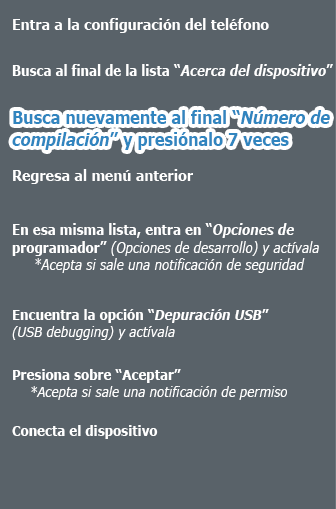 Entra a la configuración del teléfono
Busca al final de la lista “Acerca del dispositivo”
Busca nuevamente al final “Número de
compilación” y presiónalo 7 veces
Regresa al menú anterior
En esa misma lista, entra en “Opciones de
programador” (Opciones de desarrollo) y actívala
*Acepta si sale una notificación de seguridad
Encuentra la opción “Depuración USB”
(USB debugging) y actívala
Presiona sobre “Aceptar”
*Acepta si sale una notificación de permiso
Conecta el dispositivo